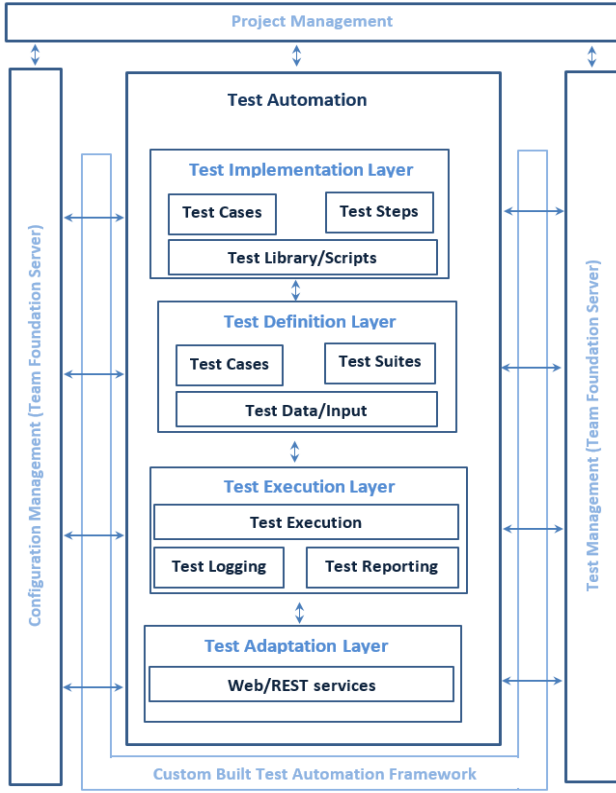 Project Management
Configuration Management (Team Foundation Server)
Test Automation
Test Implementation Layer
Test Cases
Test Steps
Test Library/Scripts
Test Definition Layer
Test Cases
Test Suites
Test Data/Input
Test Execution Layer
Test Execution
Test Logging
Test Reporting
Test Adaptation Layer
Web/REST services
Custom Built Test Automation Framework
Test Management (Team Foundation Server)